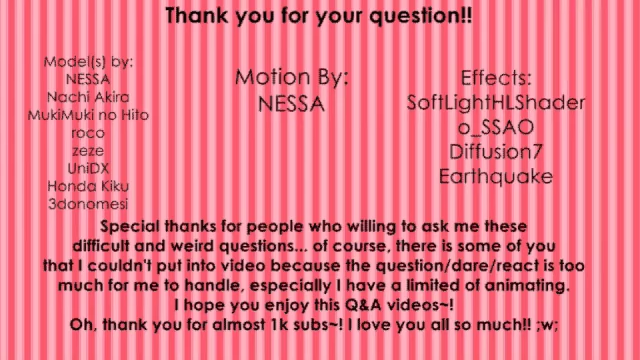 Thank you for your question!!
Model(s) by:
NESSA
Nachi Akira
MukiMuki no Hito
roco
zeze
UniDX
Honda Kiku
3donomesi
Motion By:
NESSA
Effects:
SoftLightHLShader
o_SSAO
Diffusion7
Earthquake
Special thanks for people who willing to ask me these
difficult and weird questions... of course, there is some of you
that I couldn't put into video because the question/dare/react is too
much for me to handle, especially I have a limited of animating.
I hope you enjoy this Q&A videos~!
Oh, thank you for almost 1k subs~! I love you all so much!! ;w;